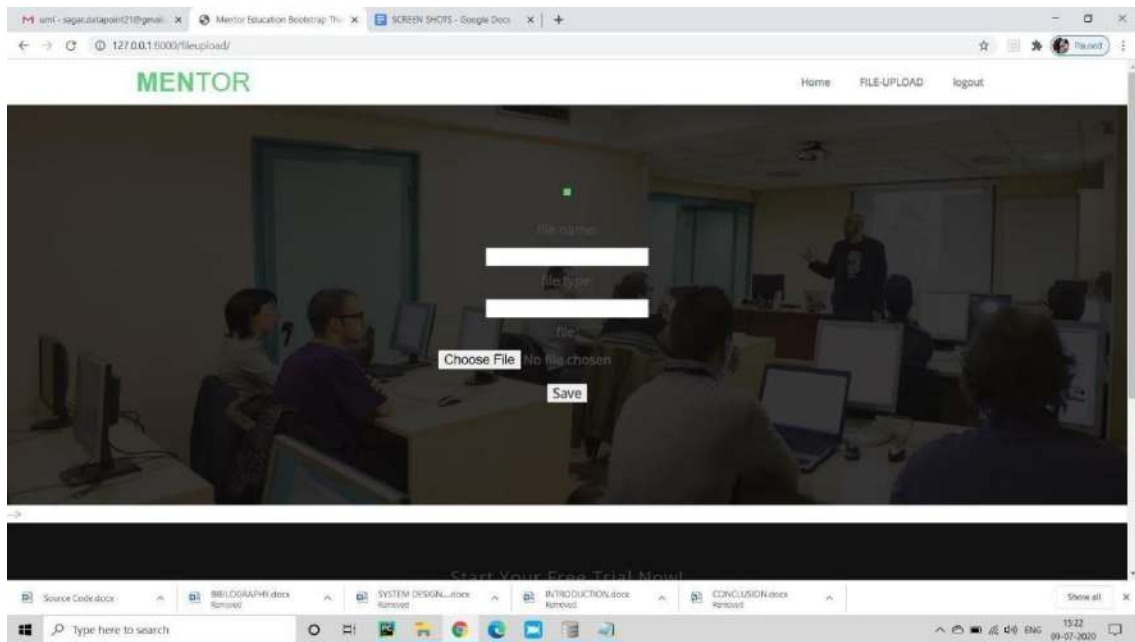 uml - sagar.datapoint21@gmail
Mentor Education Bootstrap The
SCREEN SHOTS - Google Docs
127.0.0.1:8000/fileupload/
Paused
MENTOR
Home FILE-UPLOAD logout
file name:
file type:
file:
Choose File No file chosen
Save
-->
Start Your Free Trial Now!
Source Code.docx
BIBILOGRAPHY.docx
Removed
SYSTEM DESIGN....docx
Removed
INTRODUCTION.docx
Removed
CONCLUSION.docx
Removed
Show all
Type here to search
ENG
15:22
09-07-2020